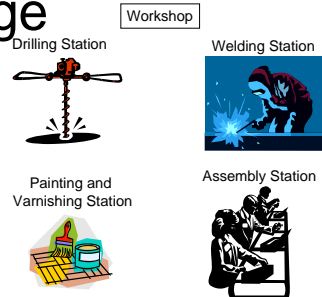 ge
Workshop
Drilling Station
Welding Station
Painting and
Varnishing Station
Assembly Station